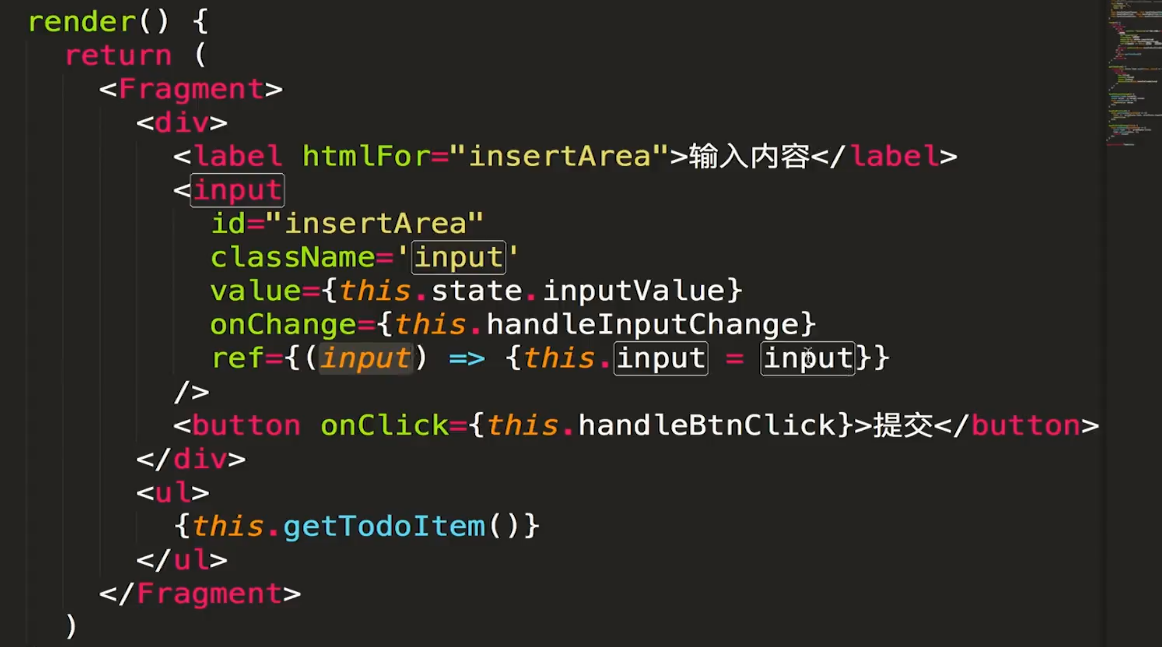 render() {
return (
<Fragment>
<div>
<label htmlFor="insertArea">输入内容</label>
<input
id="insertArea"
className='input'
value={this.state.inputValue}
onChange={this.handleInputChange}
ref={(input) => {this.input = input}}
/>
<button onClick={this.handleBtnClick}>提交</button>
</div>
<ul>
{this.getTodoItem()}
</ul>
</Fragment>
)